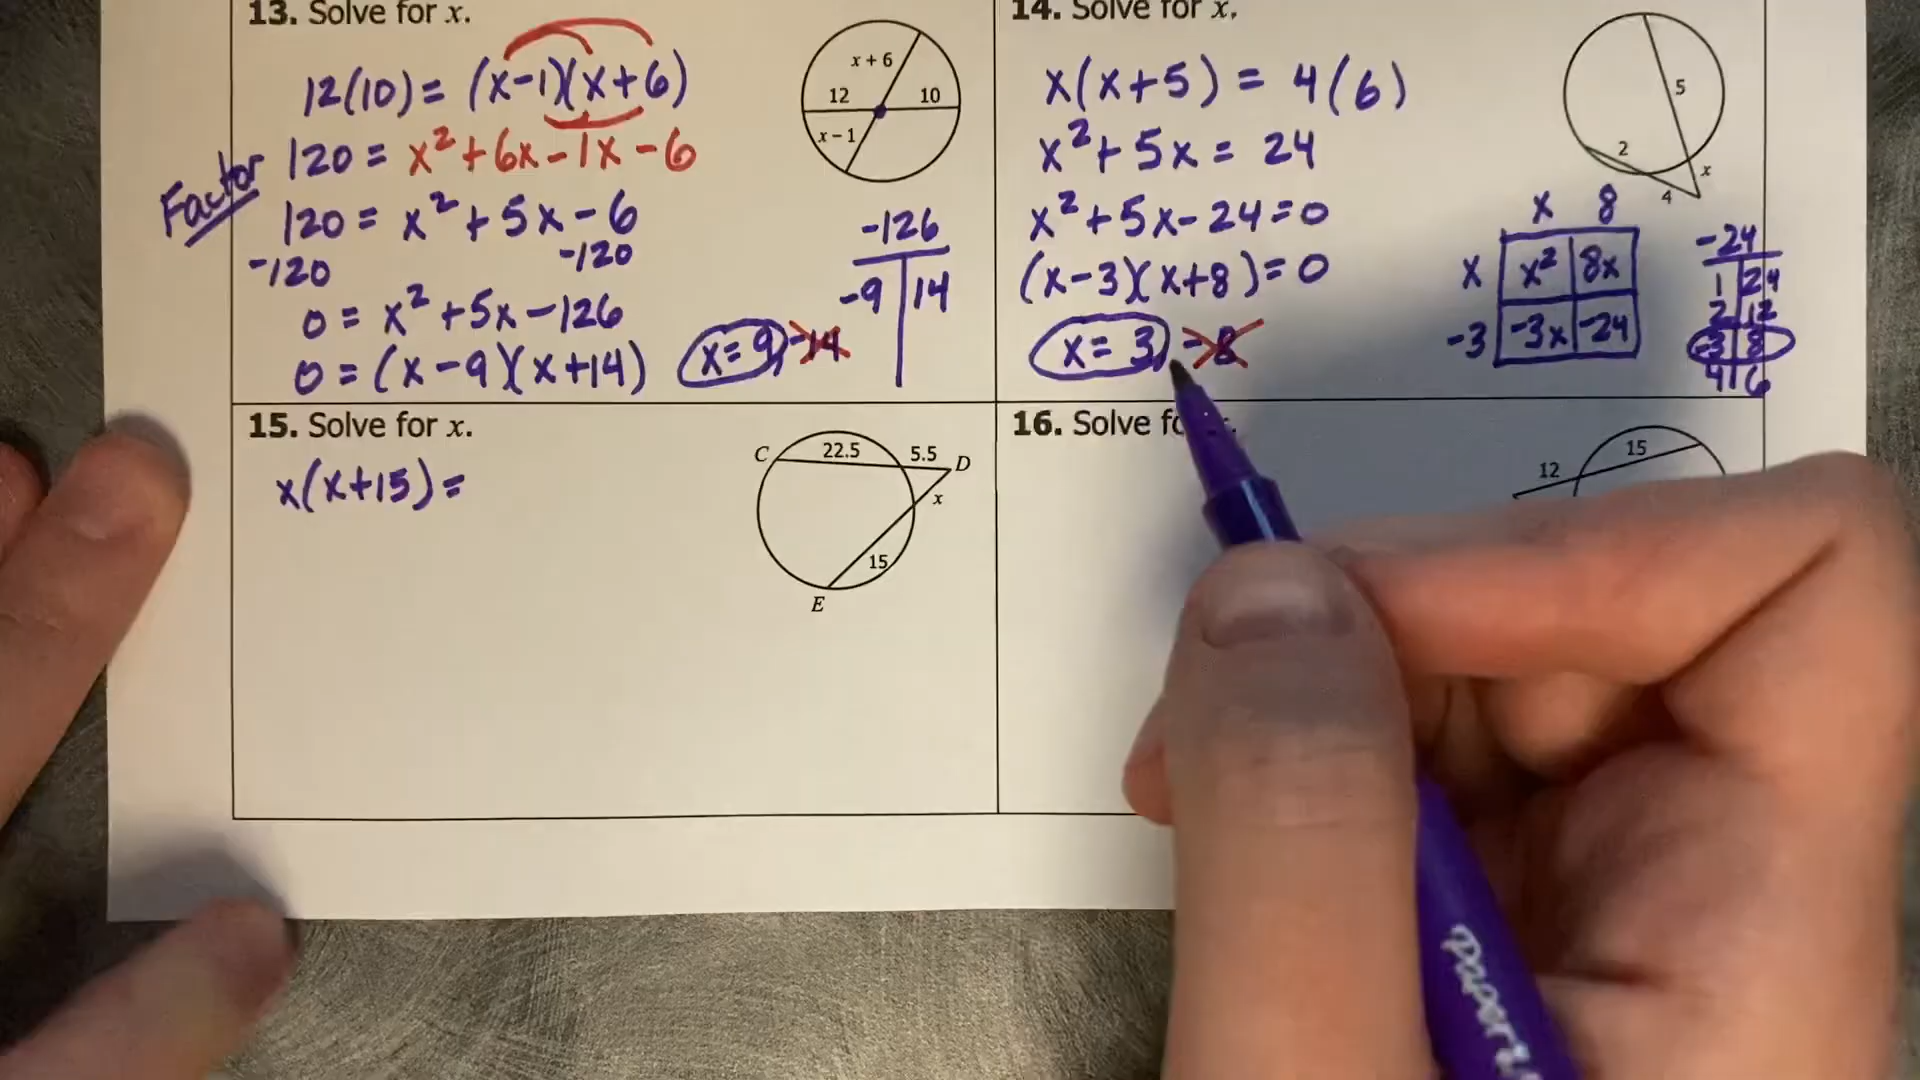 13. Solve for x.
12(10) = (x-1)(x+6)
Factor
120 = x² + 6x - 1x - 6
120 = x² + 5x - 6
-120 -120
0 = x² + 5x - 126
0 = (x - 9)(x + 14)
x = 9, -14
x + 6
12
10
x - 1
-126
-9 14
14. Solve for x.
x(x+5) = 4(6)
x² + 5x = 24
x² + 5x - 24 = 0
(x - 3)(x + 8) = 0
x = 3, -8
5
2
x
4
x 8
x x² 8x
-3 -3x -24
-24
1 24
2 12
-3 8
4 6
15. Solve for x.
x(x+15) =
C
22.5
5.5
D
x
15
E
16. Solve
15
12